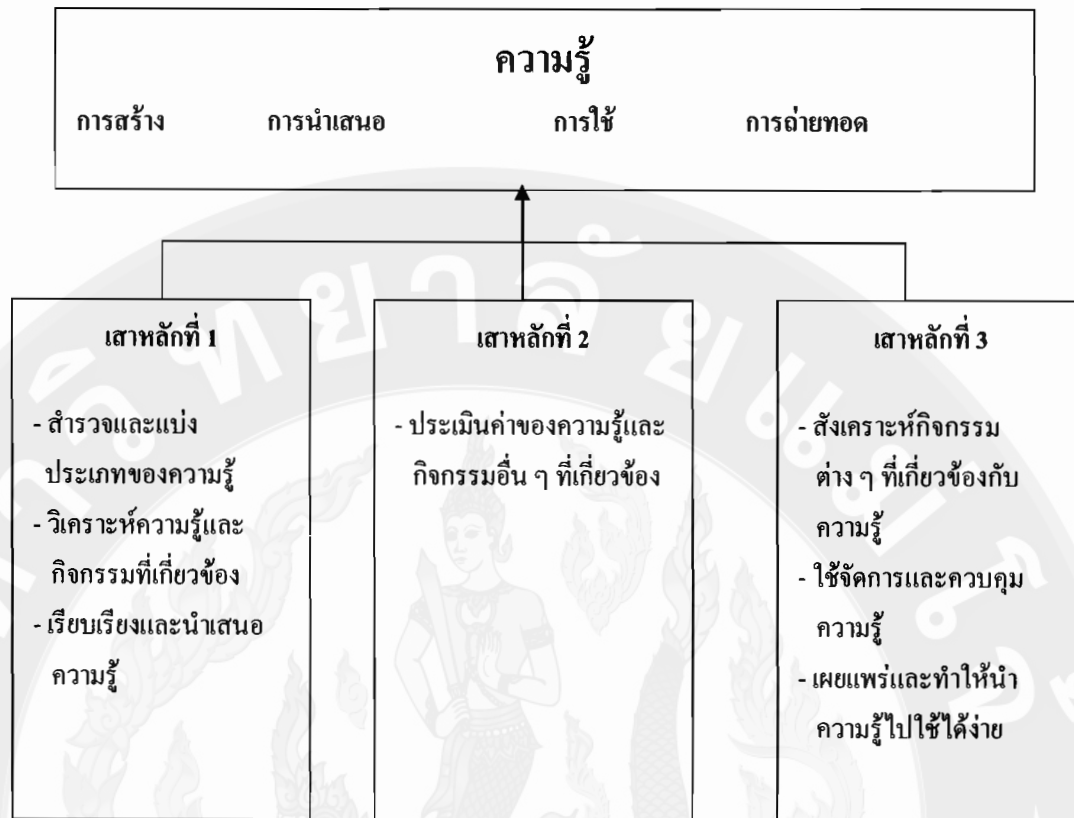 ความรู้
การสร้าง การนำเสนอ การใช้ การถ่ายทอด
เสาหลักที่ 1
- สำรวจและแบ่ง
ประเภทของความรู้
- วิเคราะห์ความรู้และ
กิจกรรมที่เกี่ยวข้อง
- เรียบเรียงและนำเสนอ
ความรู้
เสาหลักที่ 2
- ประเมินค่าของความรู้และ
กิจกรรมอื่น ๆ ที่เกี่ยวข้อง
เสาหลักที่ 3
- สังเคราะห์กิจกรรม
ต่าง ๆ ที่เกี่ยวข้องกับ
ความรู้
- ใช้จัดการและควบคุม
ความรู้
- เผยแพร่และทำให้นำ
ความรู้ไปใช้ได้ง่าย